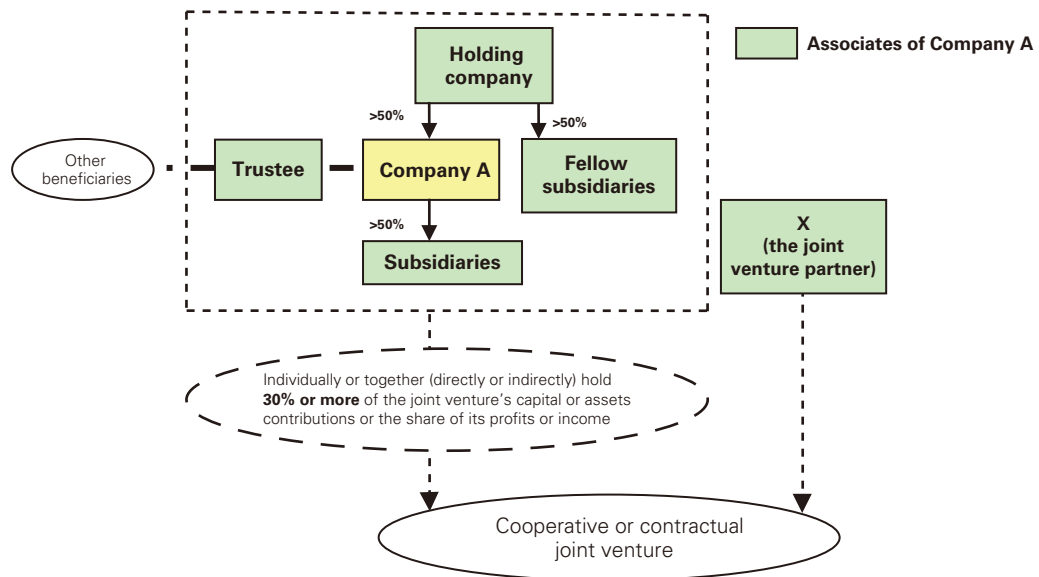 Associates of Company A
Holding
company
>50%
>50%
Other
beneficiaries
Trustee
Company A
Fellow
subsidiaries
>50%
Subsidiaries
X
(the joint
venture partner)
Individually or together (directly or indirectly) hold
30% or more of the joint venture’s capital or assets
contributions or the share of its profits or income
Cooperative or contractual
joint venture